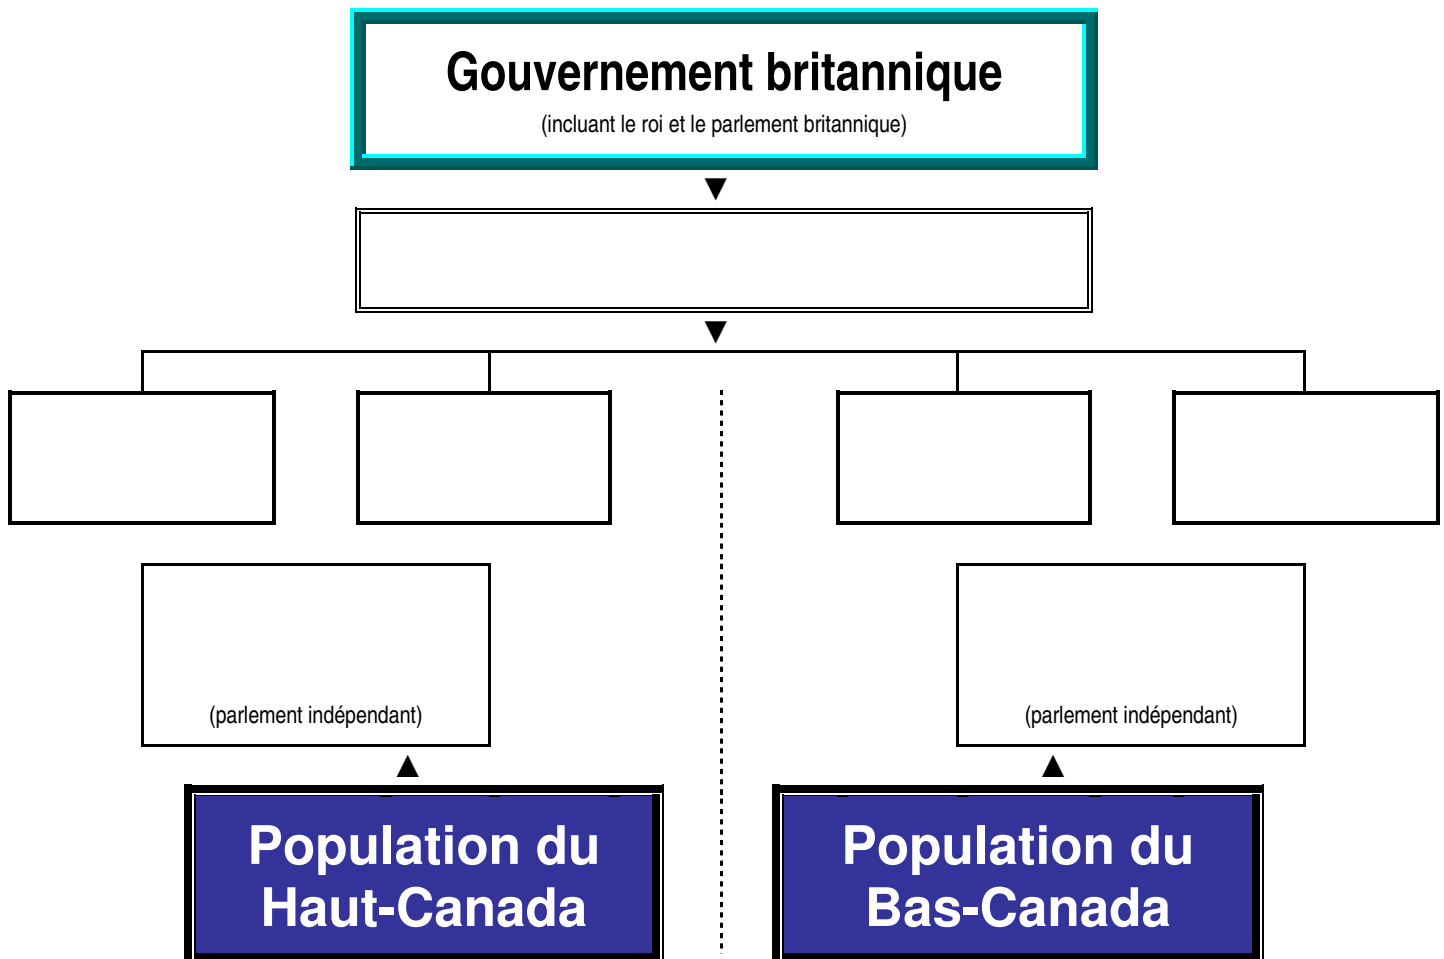 Gouvernement britannique
(incluant le roi et le parlement britannique)
(parlement indépendant)
(parlement indépendant)
Population du
Haut-Canada
Population du
Bas-Canada